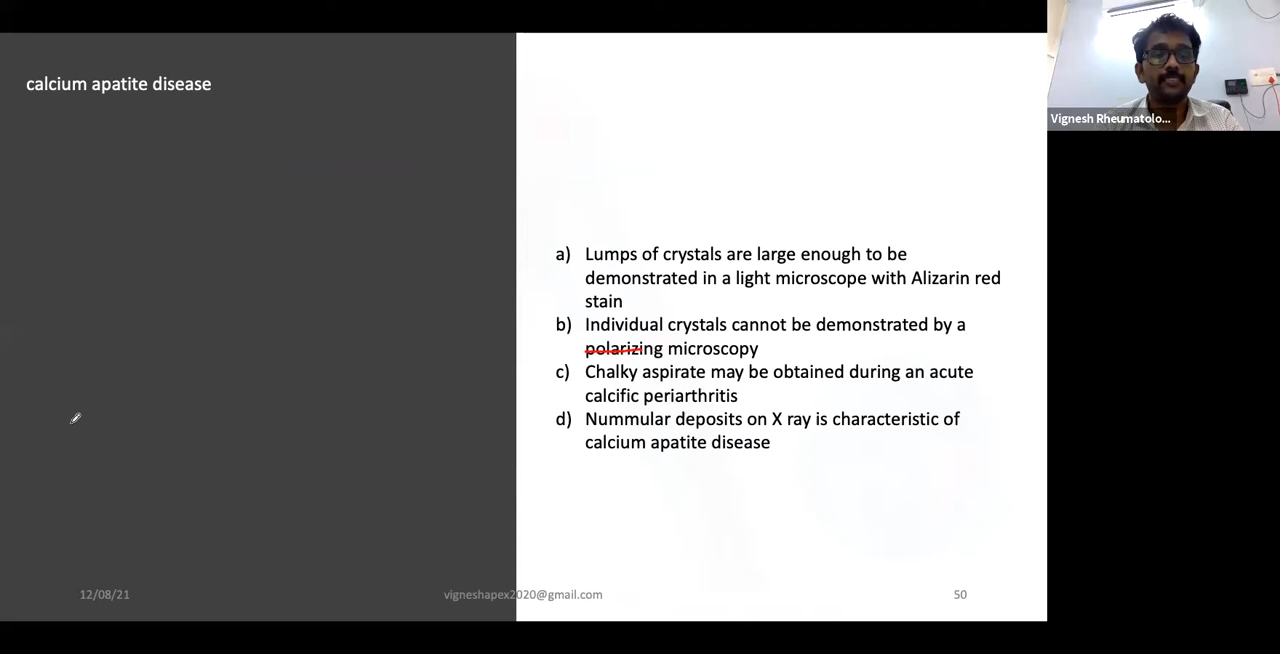 calcium apatite disease
Vignesh Rheumatolo...
a) Lumps of crystals are large enough to be
demonstrated in a light microscope with Alizarin red
stain
b) Individual crystals cannot be demonstrated by a
polarizing microscopy
c) Chalky aspirate may be obtained during an acute
calcific periarthritis
d) Nummular deposits on X ray is characteristic of
calcium apatite disease
12/08/21
vigneshapex2020@gmail.com
50